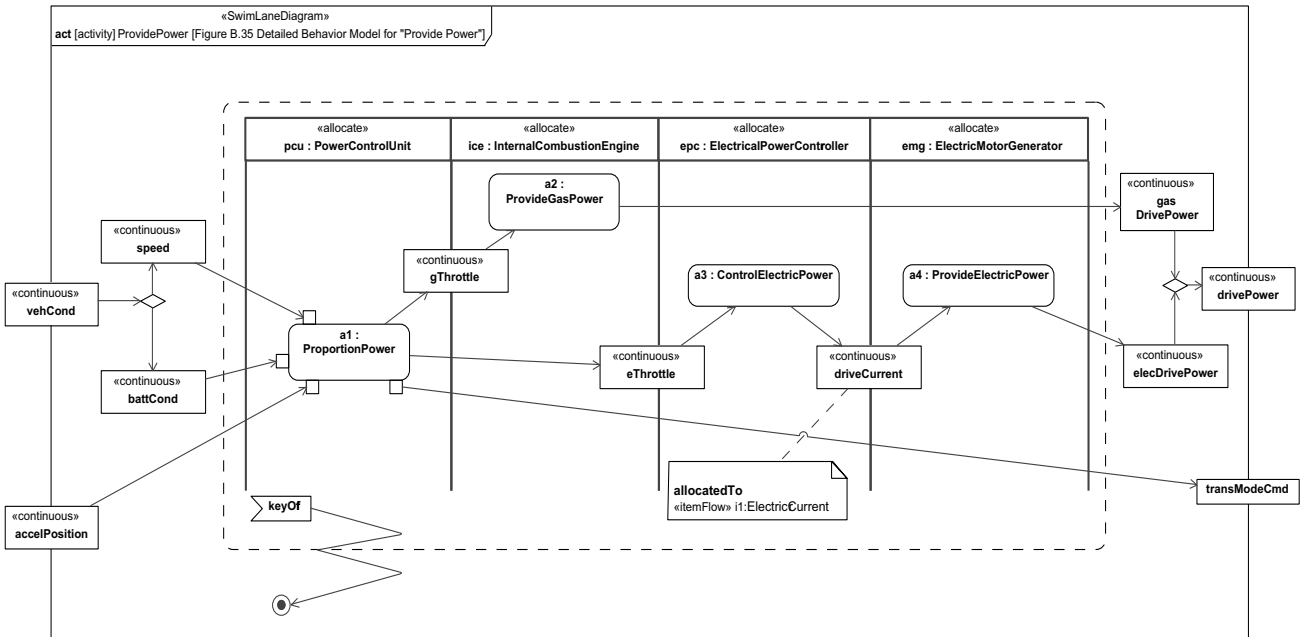 «SwimLaneDiagram»
act [activity] ProvidePower [Figure B.35 Detailed Behavior Model for "Provide Power"]
«allocate»
pcu : PowerControlUnit
«allocate»
ice : InternalCombustionEngine
«allocate»
epc : ElectricalPowerController
«allocate»
emg : ElectricMotorGenerator
a2 :
ProvideGasPower
«continuous»
gas
DrivePower
«continuous»
speed
«continuous»
gThrottle
a3 : ControlElectricPower
a4 : ProvideElectricPower
«continuous»
vehCond
«continuous»
drivePower
a1 :
ProportionPower
«continuous»
eThrottle
«continuous»
driveCurrent
«continuous»
elecDrivePower
«continuous»
battCond
allocatedTo
«itemFlow» i1:ElectricCurrent
transModeCmd
keyOf
«continuous»
accelPosition